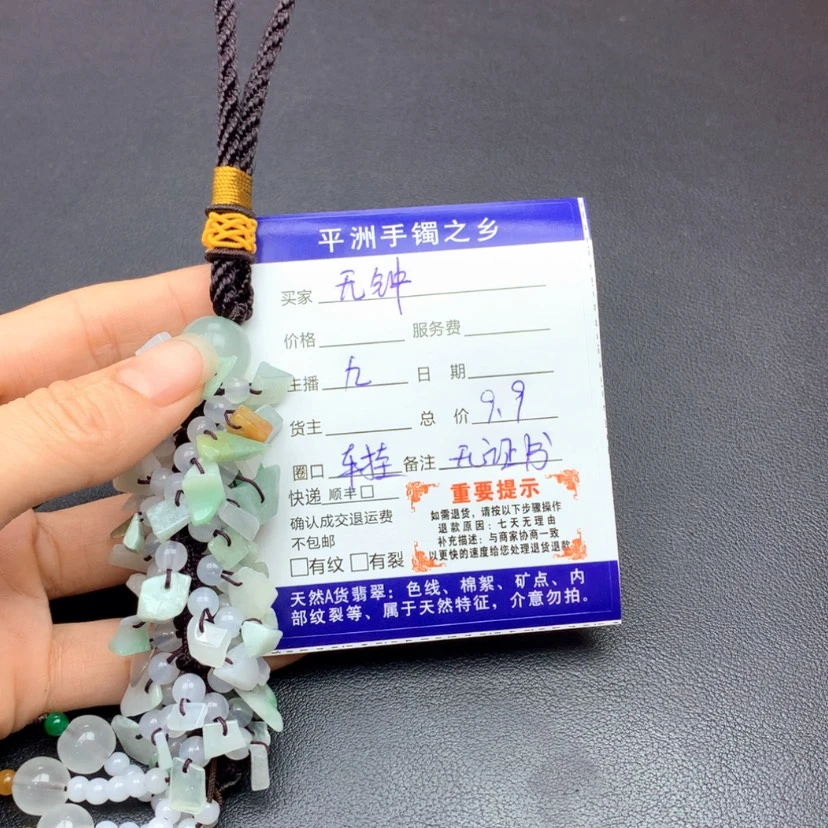 平洲手镯之乡
买家 无钟
价格 服务费
主播 九 日 期
货主 总 价 9.9
圈口 车挂 备注 无证书
快递 顺丰□
确认成交退运费
不包邮
□有纹 □有裂
重要提示
如需退货，请按以下步骤操作
退款原因：七天无理由
补充描述：与商家协商一致
以更快的速度给您处理退货退款
天然A货翡翠：色线、棉絮、矿点、内
部纹裂等、属于天然特征，介意勿拍。